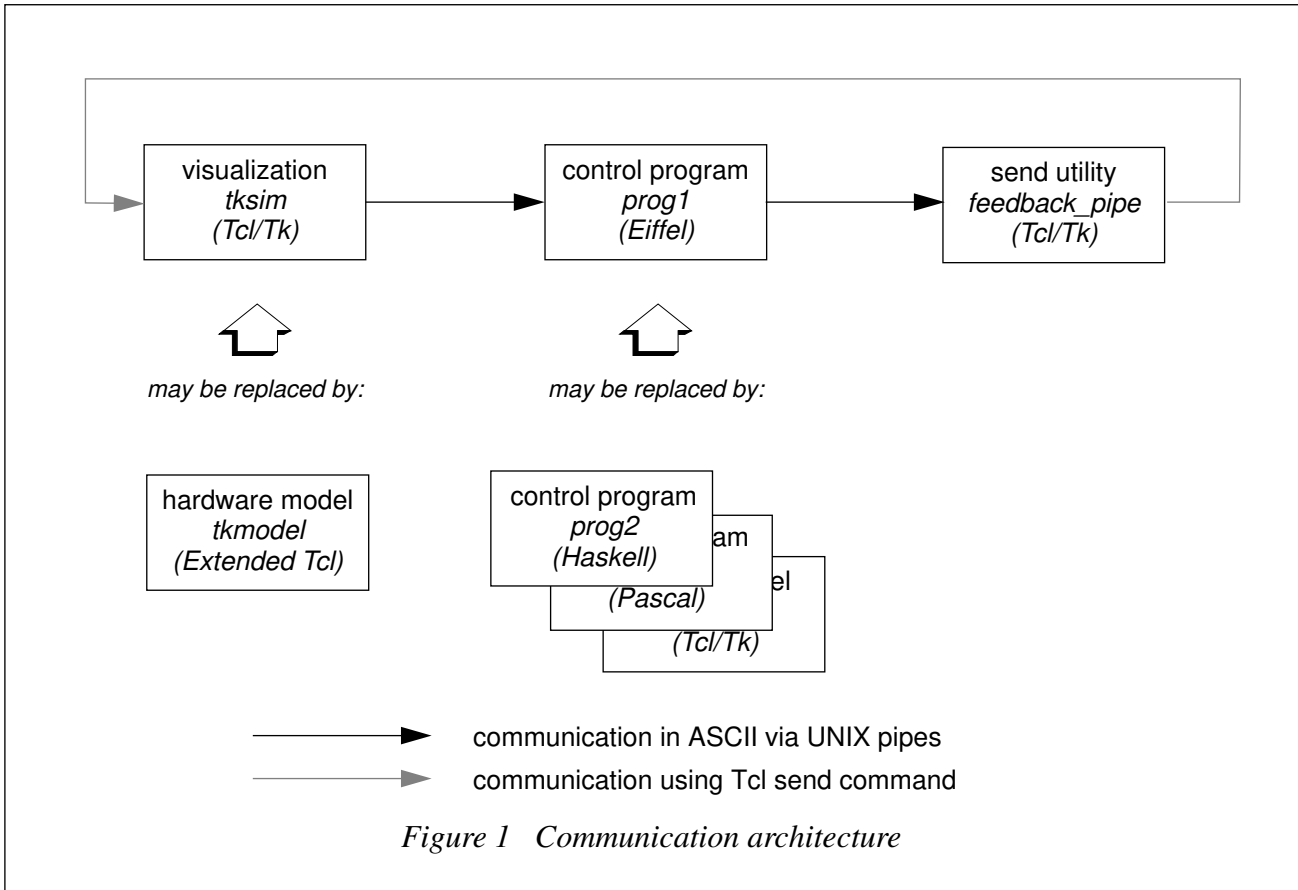 visualization
tksim
(Tcl/Tk)
control program
prog1
(Eiffel)
send utility
feedback_pipe
(Tcl/Tk)
may be replaced by:
may be replaced by:
hardware model
tkmodel
(Extended Tcl)
control program
prog2
(Haskell)
am
(Pascal)
el
(Tcl/Tk)
communication in ASCII via UNIX pipes
communication using Tcl send command
Figure 1 Communication architecture